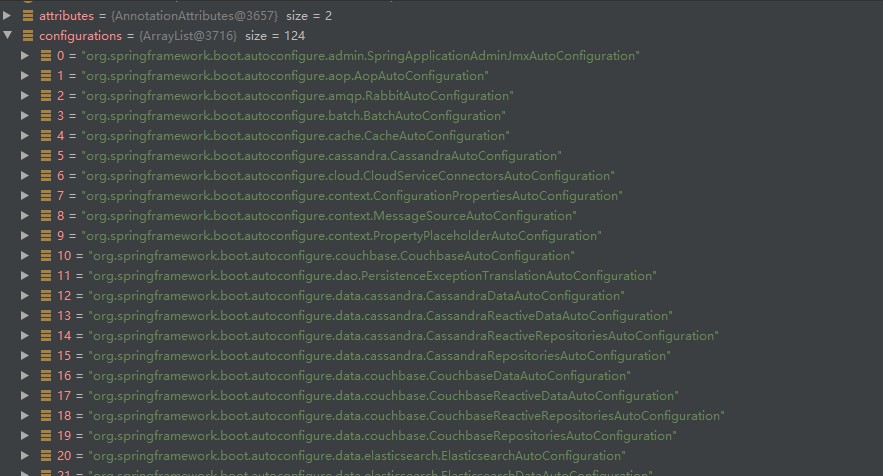 attributes = {AnnotationAttributes@3657} size = 2
configurations = {ArrayList@3716} size = 124
0 = "org.springframework.boot.autoconfigure.admin.SpringApplicationAdminJmxAutoConfiguration"
1 = "org.springframework.boot.autoconfigure.aop.AopAutoConfiguration"
2 = "org.springframework.boot.autoconfigure.amqp.RabbitAutoConfiguration"
3 = "org.springframework.boot.autoconfigure.batch.BatchAutoConfiguration"
4 = "org.springframework.boot.autoconfigure.cache.CacheAutoConfiguration"
5 = "org.springframework.boot.autoconfigure.cassandra.CassandraAutoConfiguration"
6 = "org.springframework.boot.autoconfigure.cloud.CloudServiceConnectorsAutoConfiguration"
7 = "org.springframework.boot.autoconfigure.context.ConfigurationPropertiesAutoConfiguration"
8 = "org.springframework.boot.autoconfigure.context.MessageSourceAutoConfiguration"
9 = "org.springframework.boot.autoconfigure.context.PropertyPlaceholderAutoConfiguration"
10 = "org.springframework.boot.autoconfigure.couchbase.CouchbaseAutoConfiguration"
11 = "org.springframework.boot.autoconfigure.dao.PersistenceExceptionTranslationAutoConfiguration"
12 = "org.springframework.boot.autoconfigure.data.cassandra.CassandraDataAutoConfiguration"
13 = "org.springframework.boot.autoconfigure.data.cassandra.CassandraReactiveDataAutoConfiguration"
14 = "org.springframework.boot.autoconfigure.data.cassandra.CassandraReactiveRepositoriesAutoConfiguration"
15 = "org.springframework.boot.autoconfigure.data.cassandra.CassandraRepositoriesAutoConfiguration"
16 = "org.springframework.boot.autoconfigure.data.couchbase.CouchbaseDataAutoConfiguration"
17 = "org.springframework.boot.autoconfigure.data.couchbase.CouchbaseReactiveDataAutoConfiguration"
18 = "org.springframework.boot.autoconfigure.data.couchbase.CouchbaseReactiveRepositoriesAutoConfiguration"
19 = "org.springframework.boot.autoconfigure.data.couchbase.CouchbaseRepositoriesAutoConfiguration"
20 = "org.springframework.boot.autoconfigure.data.elasticsearch.ElasticsearchAutoConfiguration"
21 = "org.springframework.boot.autoconfigure.data.elasticsearch.ElasticsearchDataAutoConfiguration"